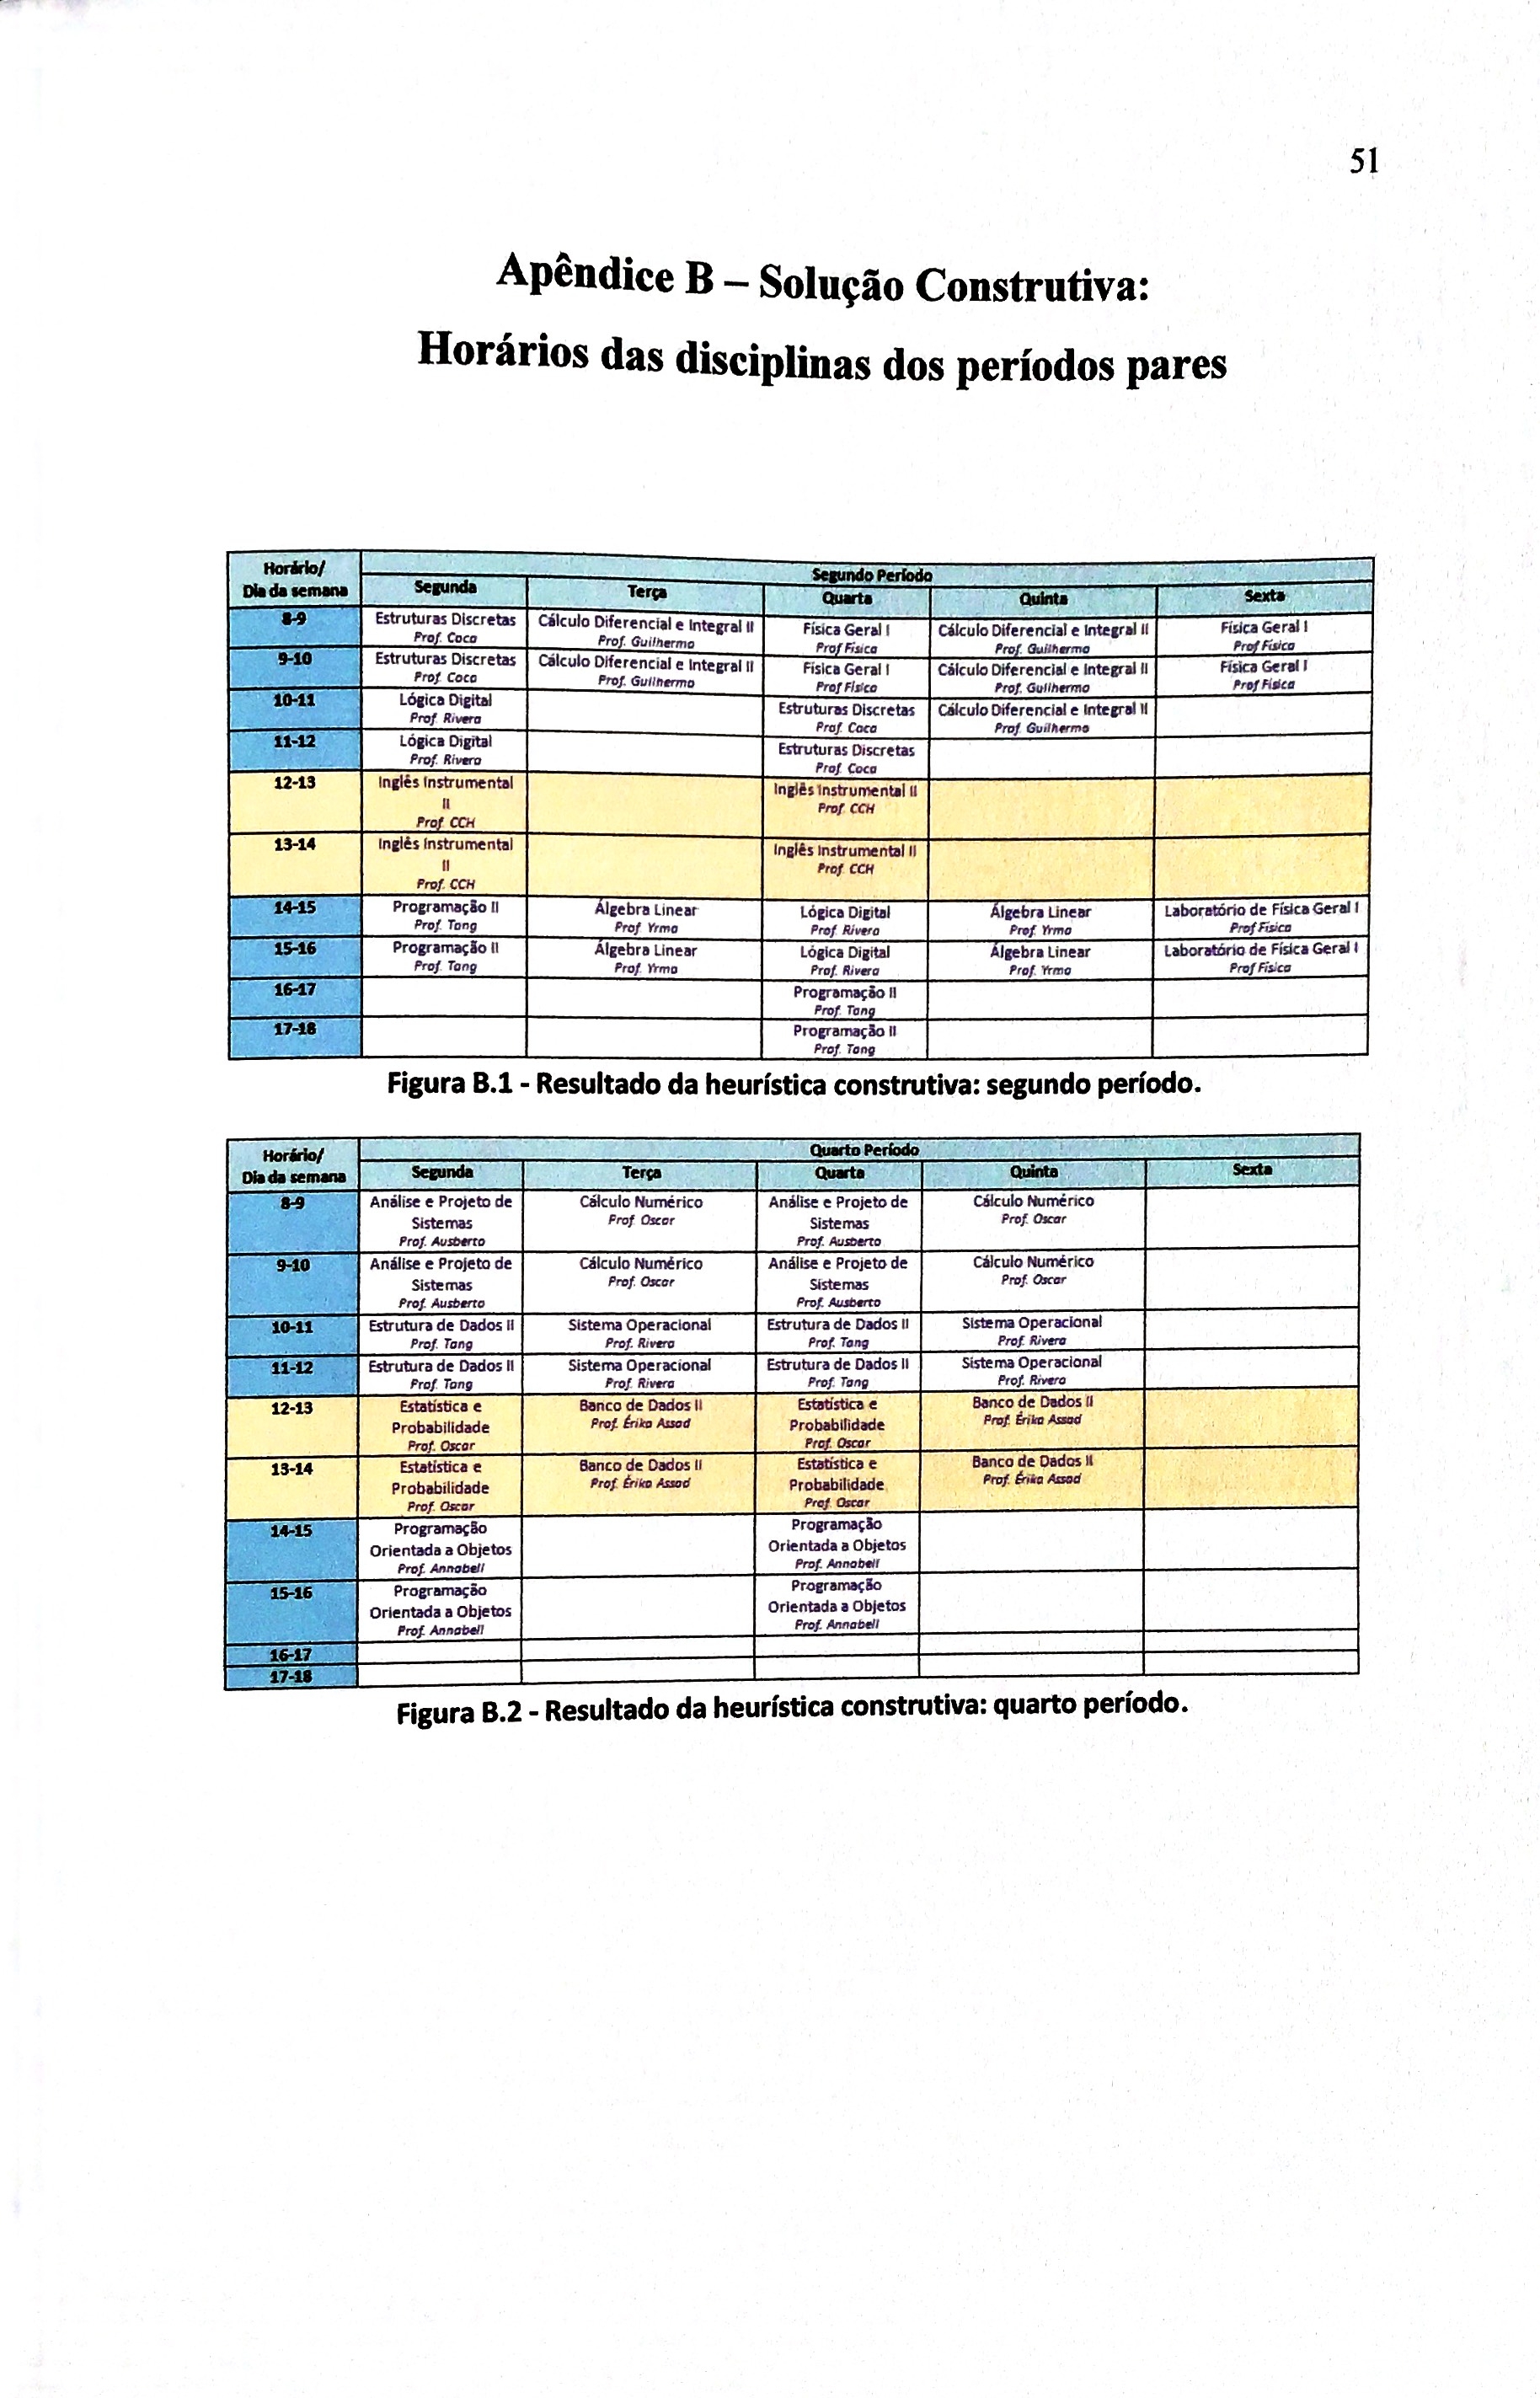 51
Apêndice B – Solução Construtiva:
Horários das disciplinas dos períodos pares
Horário/
Dia da semana
Segundo Período
Segunda Terça Quarta Quinta Sexta
8-9
Estruturas Discretas
Prof. Coca
Cálculo Diferencial e Integral II
Prof. Guilhermo
Física Geral I
Prof Física
Cálculo Diferencial e Integral II
Prof. Guilhermo
Física Geral I
Prof Física
9-10
Estruturas Discretas
Prof. Coca
Cálculo Diferencial e Integral II
Prof. Guilhermo
Física Geral I
Prof Física
Cálculo Diferencial e Integral II
Prof. Guilhermo
Física Geral I
Prof Física
10-11
Lógica Digital
Prof. Rivera
Estruturas Discretas
Prof. Coca
Cálculo Diferencial e Integral II
Prof. Guilhermo
11-12
Lógica Digital
Prof. Rivera
Estruturas Discretas
Prof. Coca
12-13
Inglês Instrumental
II
Prof. CCH
Inglês Instrumental II
Prof. CCH
13-14
Inglês Instrumental
II
Prof. CCH
Inglês Instrumental II
Prof. CCH
14-15
Programação II
Prof. Tang
Álgebra Linear
Prof. Yrma
Lógica Digital
Prof. Rivera
Álgebra Linear
Prof. Yrma
Laboratório de Física Geral I
Prof Física
15-16
Programação II
Prof. Tang
Álgebra Linear
Prof. Yrma
Lógica Digital
Prof. Rivera
Álgebra Linear
Prof. Yrma
Laboratório de Física Geral I
Prof Física
16-17
Programação II
Prof. Tang
17-18
Programação II
Prof. Tang
Figura B.1 - Resultado da heurística construtiva: segundo período.
Horário/
Dia da semana
Quarto Período
Segunda Terça Quarta Quinta Sexta
8-9
Análise e Projeto de
Sistemas
Prof. Ausberto
Cálculo Numérico
Prof. Oscar
Análise e Projeto de
Sistemas
Prof. Ausberto
Cálculo Numérico
Prof. Oscar
9-10
Análise e Projeto de
Sistemas
Prof. Ausberto
Cálculo Numérico
Prof. Oscar
Análise e Projeto de
Sistemas
Prof. Ausberto
Cálculo Numérico
Prof. Oscar
10-11
Estrutura de Dados II
Prof. Tang
Sistema Operacional
Prof. Rivera
Estrutura de Dados II
Prof. Tang
Sistema Operacional
Prof. Rivera
11-12
Estrutura de Dados II
Prof. Tang
Sistema Operacional
Prof. Rivera
Estrutura de Dados II
Prof. Tang
Sistema Operacional
Prof. Rivera
12-13
Estatística e
Probabilidade
Prof. Oscar
Banco de Dados II
Prof. Érika Assad
Estatística e
Probabilidade
Prof. Oscar
Banco de Dados II
Prof. Érika Assad
13-14
Estatística e
Probabilidade
Prof. Oscar
Banco de Dados II
Prof. Érika Assad
Estatística e
Probabilidade
Prof. Oscar
Banco de Dados II
Prof. Érika Assad
14-15
Programação
Orientada a Objetos
Prof. Annabell
Programação
Orientada a Objetos
Prof. Annabell
15-16
Programação
Orientada a Objetos
Prof. Annabell
Programação
Orientada a Objetos
Prof. Annabell
16-17
17-18
Figura B.2 - Resultado da heurística construtiva: quarto período.